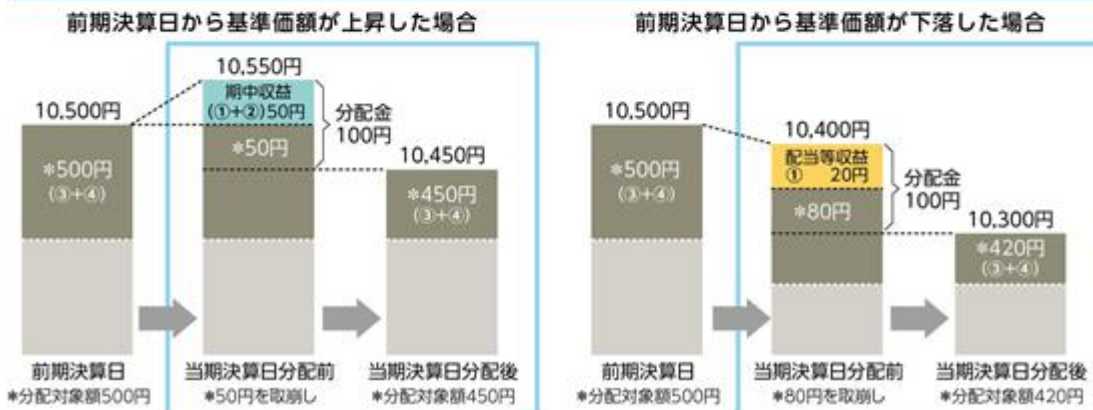 前期決算日から基準価額が上昇した場合
10,500円
*500円
(③+④)
前期決算日
*分配対象額500円
10,550円
期中収益
(①+②)50円
*50円
分配金
100円
当期決算日分配前
*50円を取崩し
10,450円
*450円
(③+④)
当期決算日分配後
*分配対象額450円
前期決算日から基準価額が下落した場合
10,500円
*500円
(③+④)
前期決算日
*分配対象額500円
10,400円
配当等収益
① 20円
*80円
分配金
100円
当期決算日分配前
*80円を取崩し
10,300円
*420円
(③+④)
当期決算日分配後
*分配対象額420円